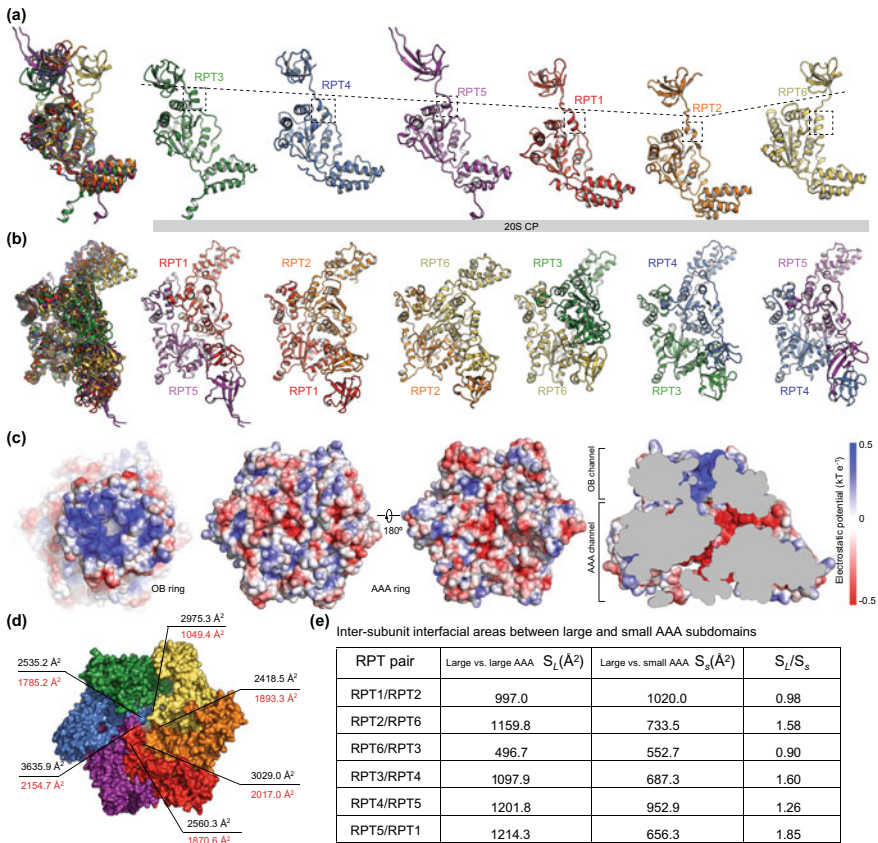 (a)
RPT3
RPT4
RPT5
RPT1
RPT2
RPT6
20S CP
(b)
RPT1
RPT2
RPT6
RPT3
RPT4
RPT5
RPT5
RPT1
RPT2
RPT6
RPT3
RPT4
(c)
OB ring
AAA ring
180º
OB channel
AAA channel
0.5
0
-0.5
Electrostatic potential (kT e⁻¹)
(d)
2975.3 Å²
1049.4 Å²
2535.2 Å²
1785.2 Å²
2418.5 Å²
1893.3 Å²
3635.9 Å²
2154.7 Å²
3029.0 Å²
2017.0 Å²
2560.3 Å²
1870.6 Å²
(e) Inter-subunit interfacial areas between large and small AAA subdomains
RPT pair Large vs. large AAA S_L(Å²) Large vs. small AAA S_s(Å²) S_L/S_s
RPT1/RPT2 997.0 1020.0 0.98
RPT2/RPT6 1159.8 733.5 1.58
RPT6/RPT3 496.7 552.7 0.90
RPT3/RPT4 1097.9 687.3 1.60
RPT4/RPT5 1201.8 952.9 1.26
RPT5/RPT1 1214.3 656.3 1.85